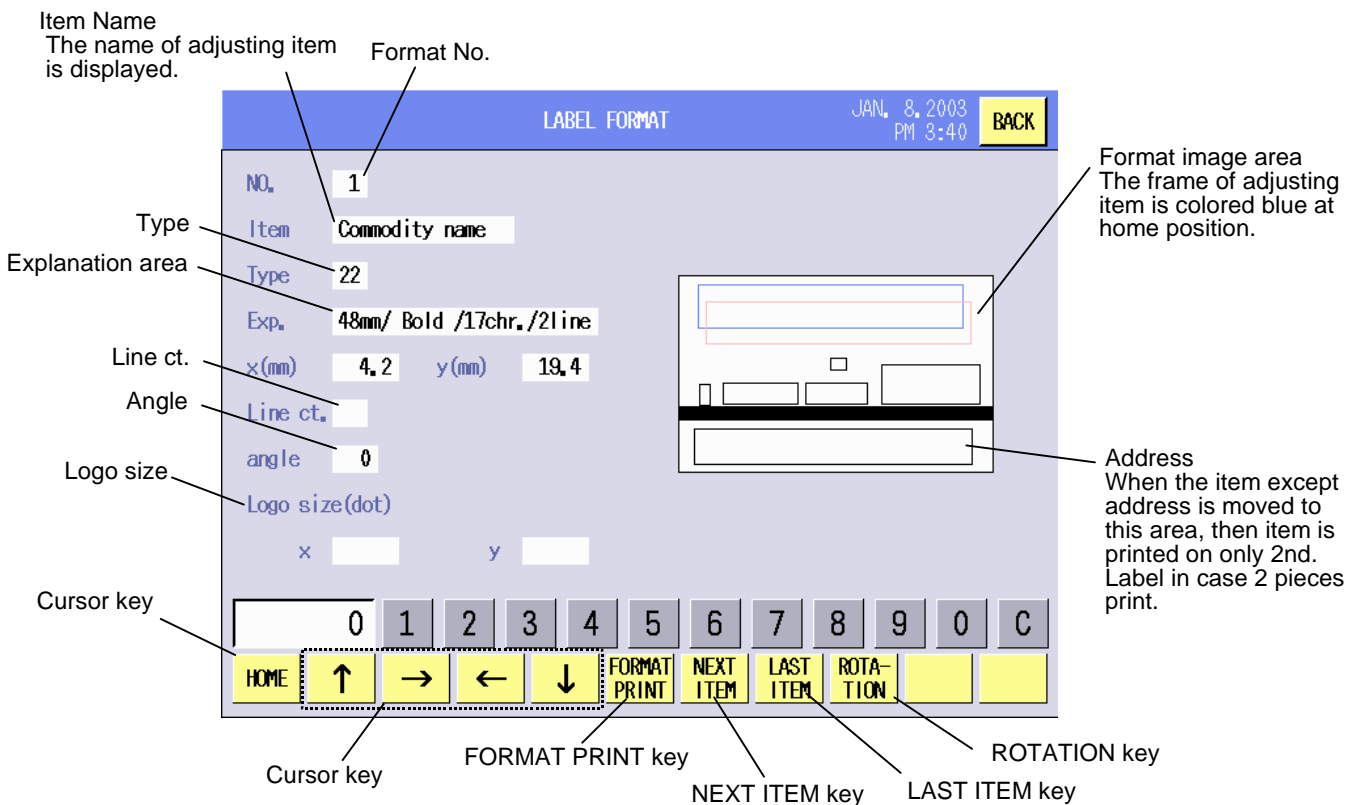 Item Name
The name of adjusting item
is displayed.
Format No.
LABEL FORMAT
JAN. 8.2003
PM 3:40
BACK
NO. 1
Item Commodity name
Type 22
Exp. 48mm/ Bold /17chr./2line
x(mm) 4.2 y(mm) 19.4
Line ct.
angle 0
Logo size(dot)
x y
Type
Explanation area
Line ct.
Angle
Logo size
Cursor key
Format image area
The frame of adjusting
item is colored blue at
home position.
Address
When the item except
address is moved to
this area, then item is
printed on only 2nd.
Label in case 2 pieces
print.
0 1 2 3 4 5 6 7 8 9 0 C
HOME ↑ → ← ↓ FORMAT PRINT NEXT ITEM LAST ITEM ROTA-TION
Cursor key
FORMAT PRINT key
NEXT ITEM key
LAST ITEM key
ROTATION key